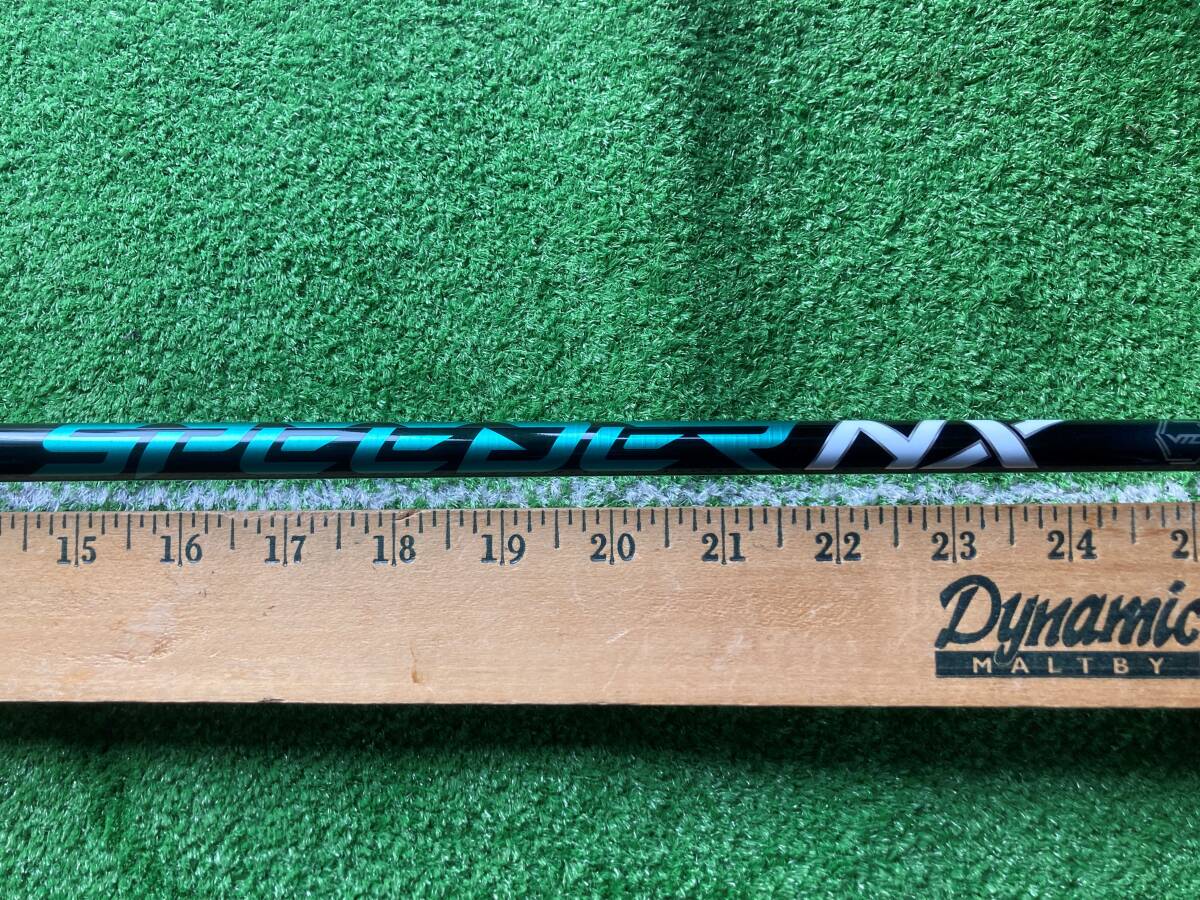 SPEEDER NX
15 16 17 18 19 20 21 22 23 24
Dynamic
MALTBY